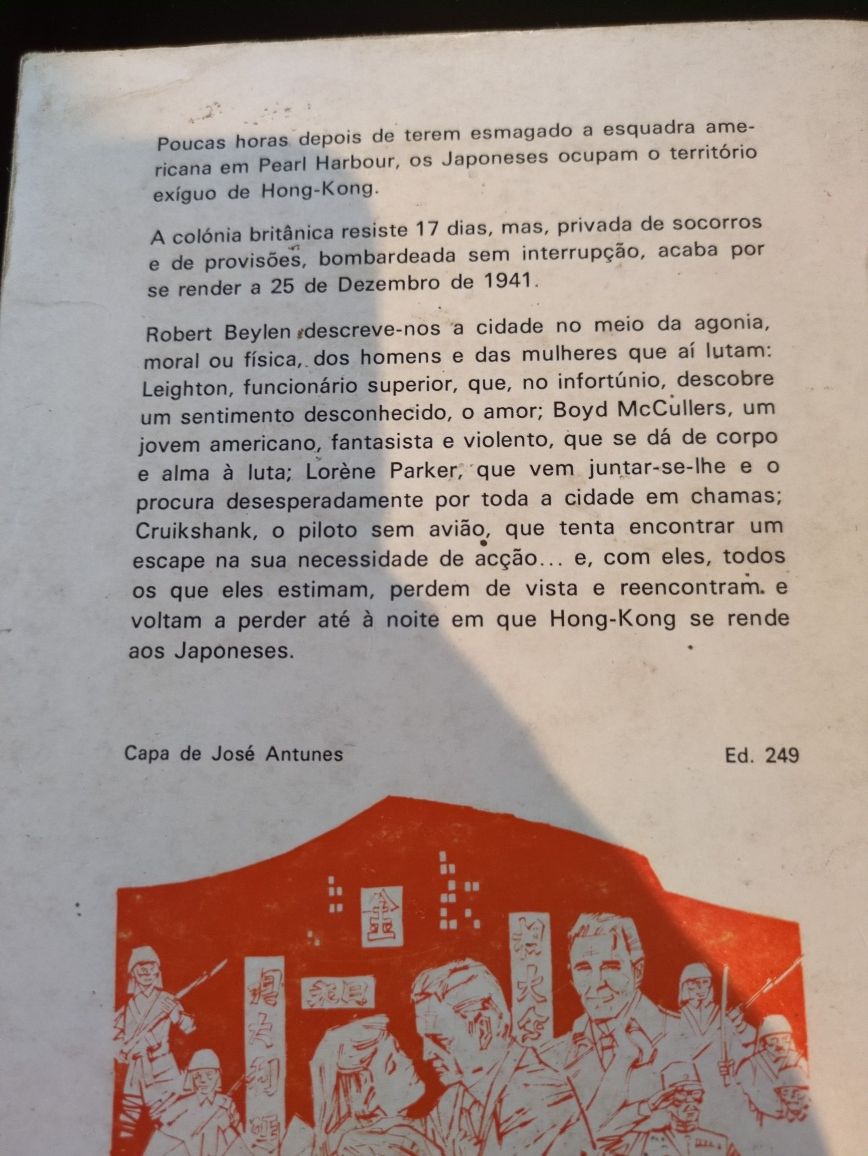 Poucas horas depois de terem esmagado a esquadra ame-
ricana em Pearl Harbour, os Japoneses ocupam o território
exíguo de Hong-Kong.
A colónia britânica resiste 17 dias, mas, privada de socorros
e de provisões, bombardeada sem interrupção, acaba por
se render a 25 de Dezembro de 1941.
Robert Beylen descreve-nos a cidade no meio da agonia,
moral ou física, dos homens e das mulheres que aí lutam:
Leighton, funcionário superior, que, no infortúnio, descobre
um sentimento desconhecido, o amor; Boyd McCullers, um
jovem americano, fantasista e violento, que se dá de corpo
e alma à luta; Lorène Parker, que vem juntar-se-lhe e o
procura desesperadamente por toda a cidade em chamas;
Cruikshank, o piloto sem avião, que tenta encontrar um
escape na sua necessidade de acção... e, com eles, todos
os que eles estimam, perdem de vista e reencontram e
voltam a perder até à noite em que Hong-Kong se rende
aos Japoneses.
Capa de José Antunes
Ed. 249
金